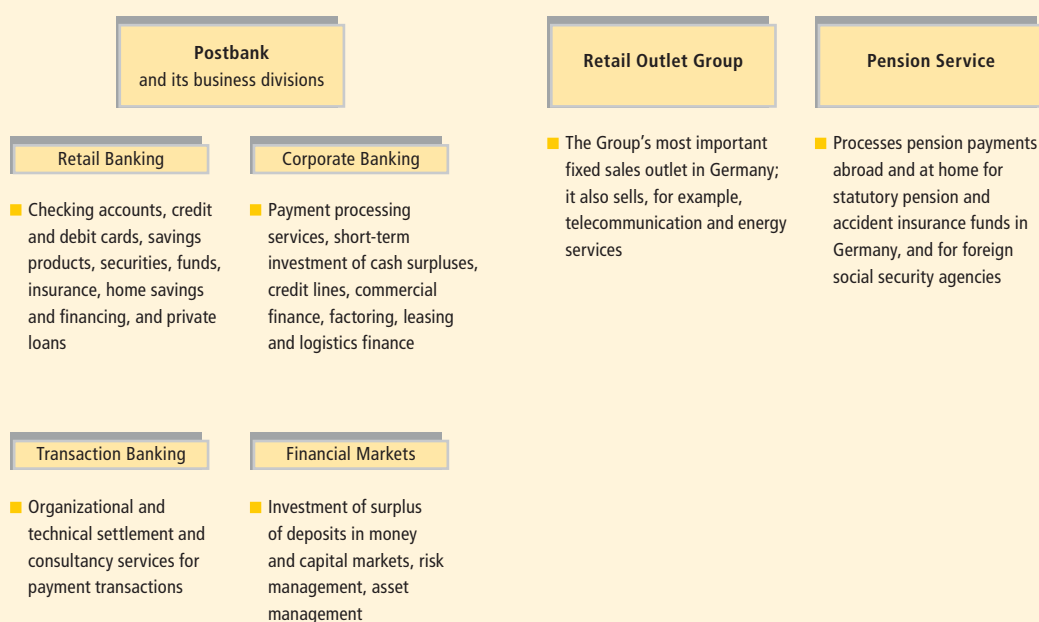 Postbank
and its business divisions
Retail Banking
Checking accounts, credit
and debit cards, savings
products, securities, funds,
insurance, home savings
and financing, and private
loans
Corporate Banking
Payment processing
services, short-term
investment of cash surpluses,
credit lines, commercial
finance, factoring, leasing
and logistics finance
Transaction Banking
Organizational and
technical settlement and
consultancy services for
payment transactions
Financial Markets
Investment of surplus
of deposits in money
and capital markets, risk
management, asset
management
Retail Outlet Group
The Group’s most important
fixed sales outlet in Germany;
it also sells, for example,
telecommunication and energy
services
Pension Service
Processes pension payments
abroad and at home for
statutory pension and
accident insurance funds in
Germany, and for foreign
social security agencies